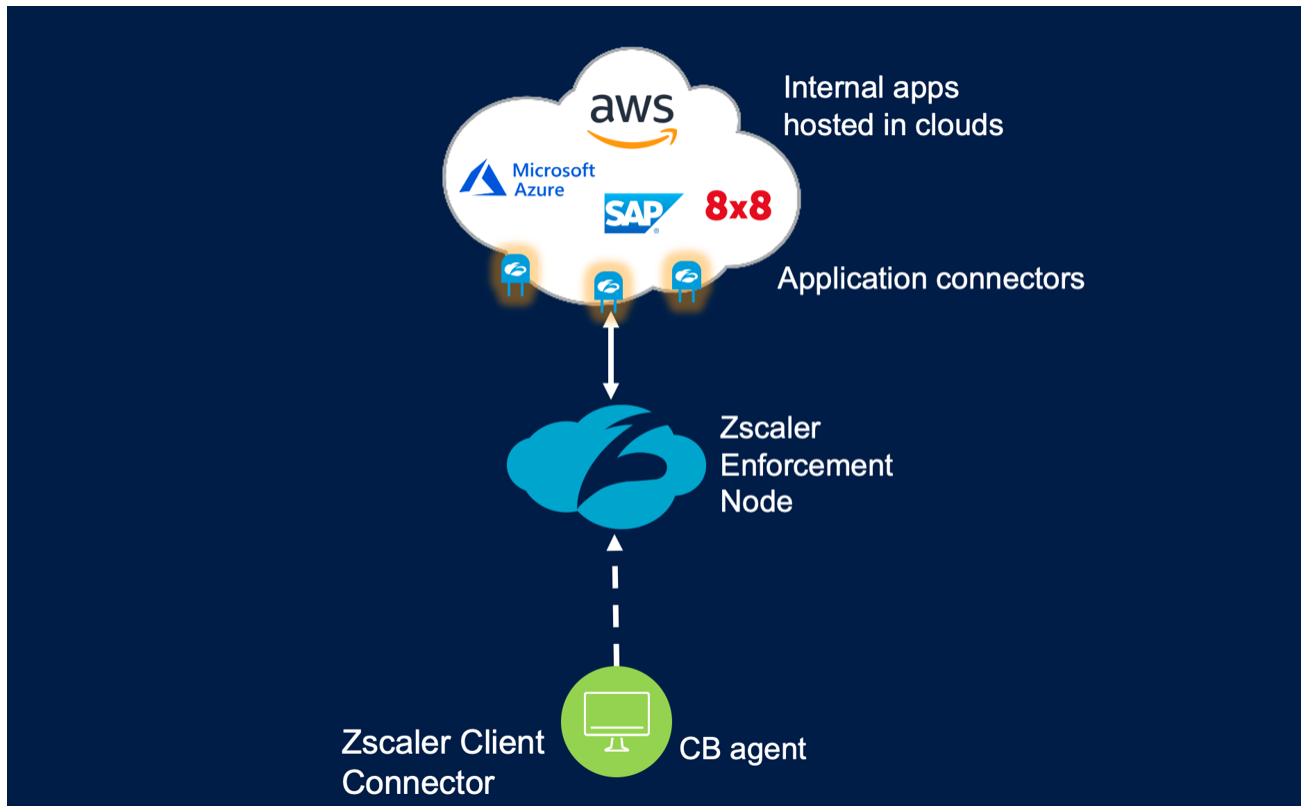 aws
Internal apps
hosted in clouds
Microsoft
Azure
SAP
®
8x8
Application connectors
Zscaler
Enforcement
Node
Zscaler Client
Connector
CB agent